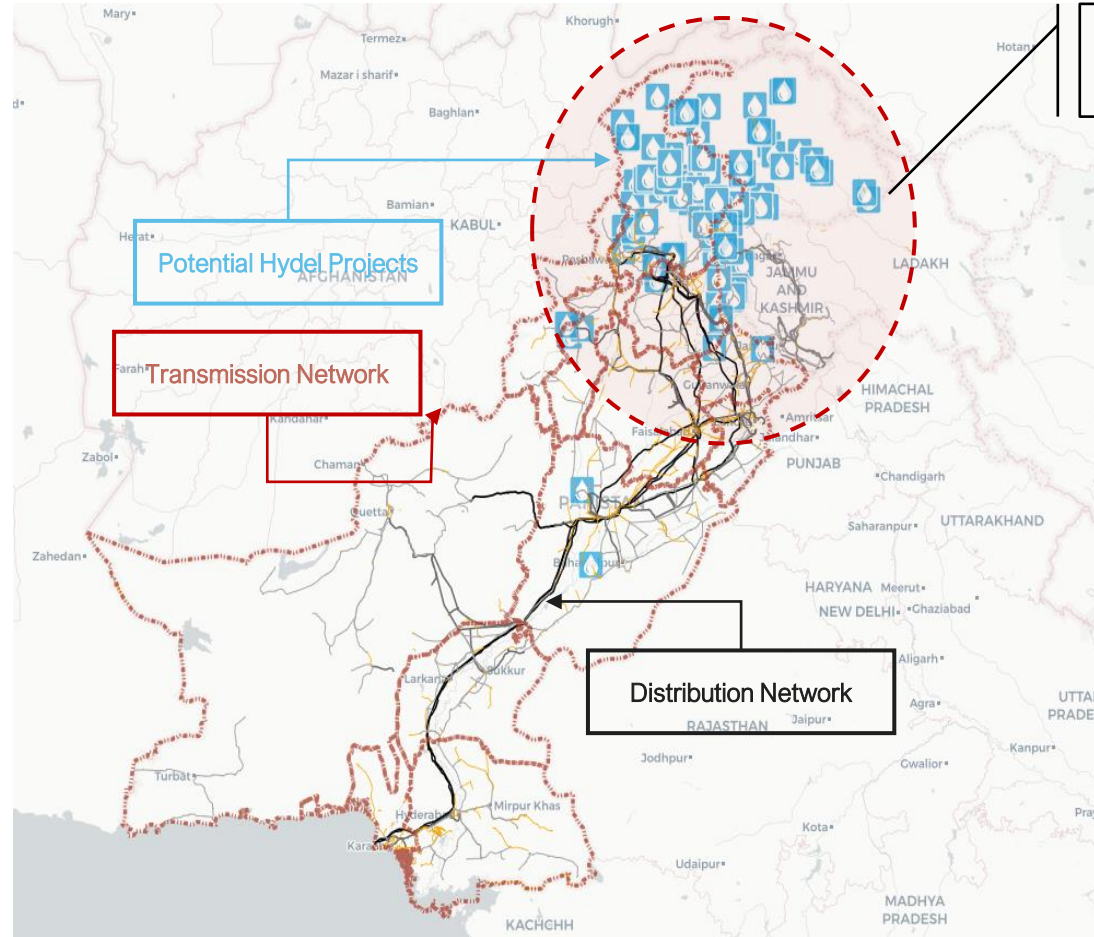 Mary
Khorugh
Termez
Hotan
Mazar i sharif
Baghlan
Bamian
KABUL
Herat
Potential Hydel Projects
AFGHANISTAN
LADAKH
JAMMU
AND
KASHMIR
Transmission Network
Farah
Kandahar
HIMACHAL
PRADESH
Amritsar
Zabol
Chaman
PUNJAB
Chandigarh
Quetta
Saharanpur
UTTARAKHAND
Zahedan
HARYANA
Meerut
NEW DELHI
Ghaziabad
Aligarh
Sukkur
Larkana
Distribution Network
RAJASTHAN
Jaipur
Agra
UTTA
PRADE
Jodhpur
Kanpur
Gwalior
Turbat
Mirpur Khas
Hyderabad
Kota
Pray
Udaipur
MADHYA
PRADESH
KACHCHH